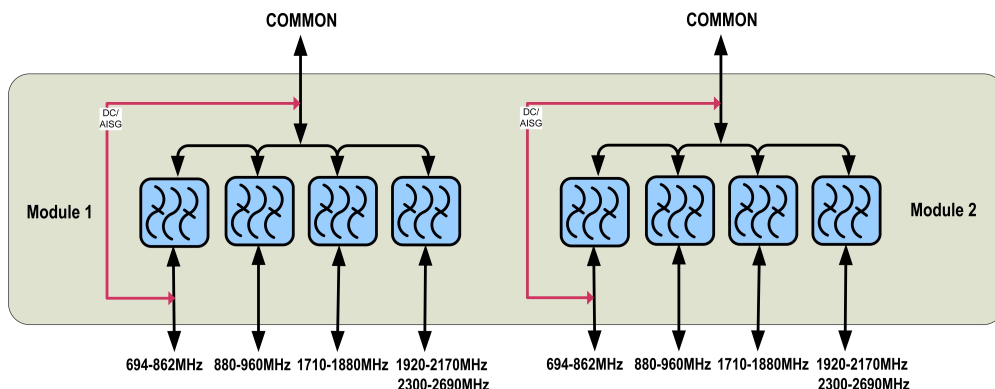 COMMON
COMMON
DC/
AISG
DC/
AISG
Module 1
Module 2
694-862MHz
880-960MHz
1710-1880MHz
1920-2170MHz
2300-2690MHz
694-862MHz
880-960MHz
1710-1880MHz
1920-2170MHz
2300-2690MHz